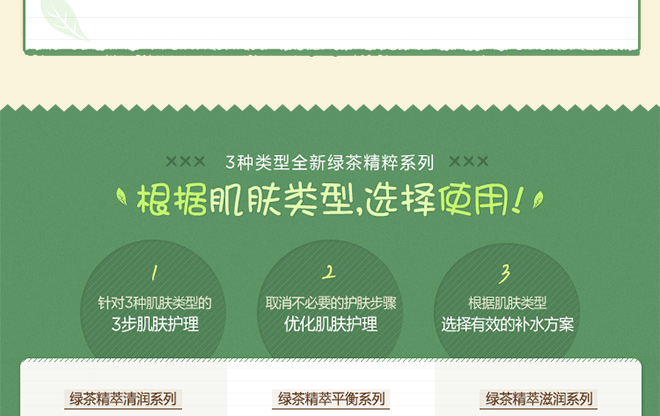 ××× 3种类型全新绿茶精粹系列 ×××
根据肌肤类型,选择使用!
1
针对3种肌肤类型的
3步肌肤护理
2
取消不必要的护肤步骤
优化肌肤护理
3
根据肌肤类型
选择有效的补水方案
绿茶精萃清润系列
绿茶精萃平衡系列
绿茶精萃滋润系列